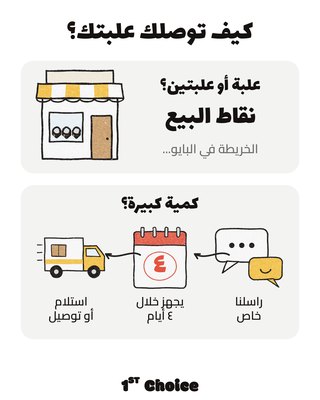 كيف توصلك علبتك؟
علبة أو علبتين؟
نقاط البيع
الخريطة في البايو...
كمية كبيرة؟
٤
راسلنا
خاص
يجهز خلال
٤ أيام
استلام
أو توصيل
1ST Choice